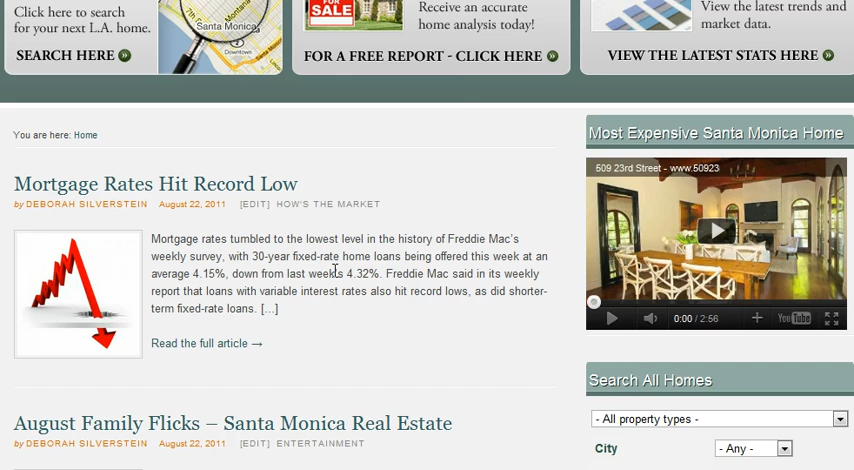 Click here to search
for your next L.A. home.
SEARCH HERE
Santa Monica
Downtown
FOR
SALE
Receive an accurate
home analysis today!
FOR A FREE REPORT - CLICK HERE
View the latest trends and
market data.
VIEW THE LATEST STATS HERE
You are here: Home
Mortgage Rates Hit Record Low
by DEBORAH SILVERSTEIN August 22, 2011 [EDIT] HOW'S THE MARKET
Mortgage rates tumbled to the lowest level in the history of Freddie Mac's
weekly survey, with 30-year fixed-rate home loans being offered this week at an
average 4.15%, down from last weeks 4.32%. Freddie Mac said in its weekly
report that loans with variable interest rates also hit record lows, as did shorter-
term fixed-rate loans. [...]
Read the full article →
August Family Flicks – Santa Monica Real Estate
by DEBORAH SILVERSTEIN August 22, 2011 [EDIT] ENTERTAINMENT
Most Expensive Santa Monica Home
509 23rd Street - www.50923
0:00 / 2:56
YouTube
Search All Homes
- All property types -
City
- Any -